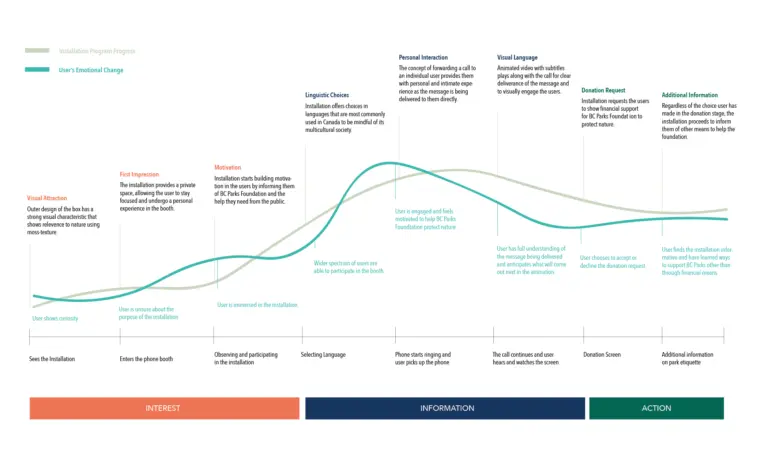 Installation Program Progress
User's Emotional Change
Personal Interaction
The concept of forwarding a call to
an individual user provides them
with personal and intimate expe-
rience as the message is being
delivered to them directly.
Visual Language
Animated video with subtitles
plays along with the call for clear
deliverance of the message and
to visually engage the users.
Linguistic Choices
Installation offers choices in
languages that are most commonly
used in Canada to be mindful of its
multicultural society.
Donation Request
Installation requests the users
to show financial support
for BC Parks Foundat ion to
protect nature.
Additional Information
Regardless of the choice user has
made in the donation stage, the
installation proceeds to inform
them of other means to help the
foundation.
Motivation
Installation starts building motiva-
tion in the users by informing them
of BC Parks Foundation and the
help they need from the public.
First Impression
The installation provides a private
space, allowing the user to stay
focused and undergo a personal
experience in the booth.
Visual Attraction
Outer design of the box has a
strong visual characteristic that
shows relevence to nature using
moss-texture.
User shows curiosity
User is unsure about the
purpose of the installation
User is immersed in the installation
Wider spectrum of users are
able to participate in the booth.
User is engaged and feels
motivated to help BC Parks
Foundation protect nature
User has full understanding of
the message being delivered
and anticipates what will come
out next in the animation.
User chooses to accept or
decline the donation request
User finds the installation
and have learned ways
to support BC Parks other than
through financial means.
Sees the Installation
Enters the phone booth
Observing and participating
in the installation
Selecting Language
Phone starts ringing and
user picks up the phone
The call continues and user
hears and watches the screen
Donation Screen
Additional information
on park etiquette
INTEREST
INFORMATION
ACTION